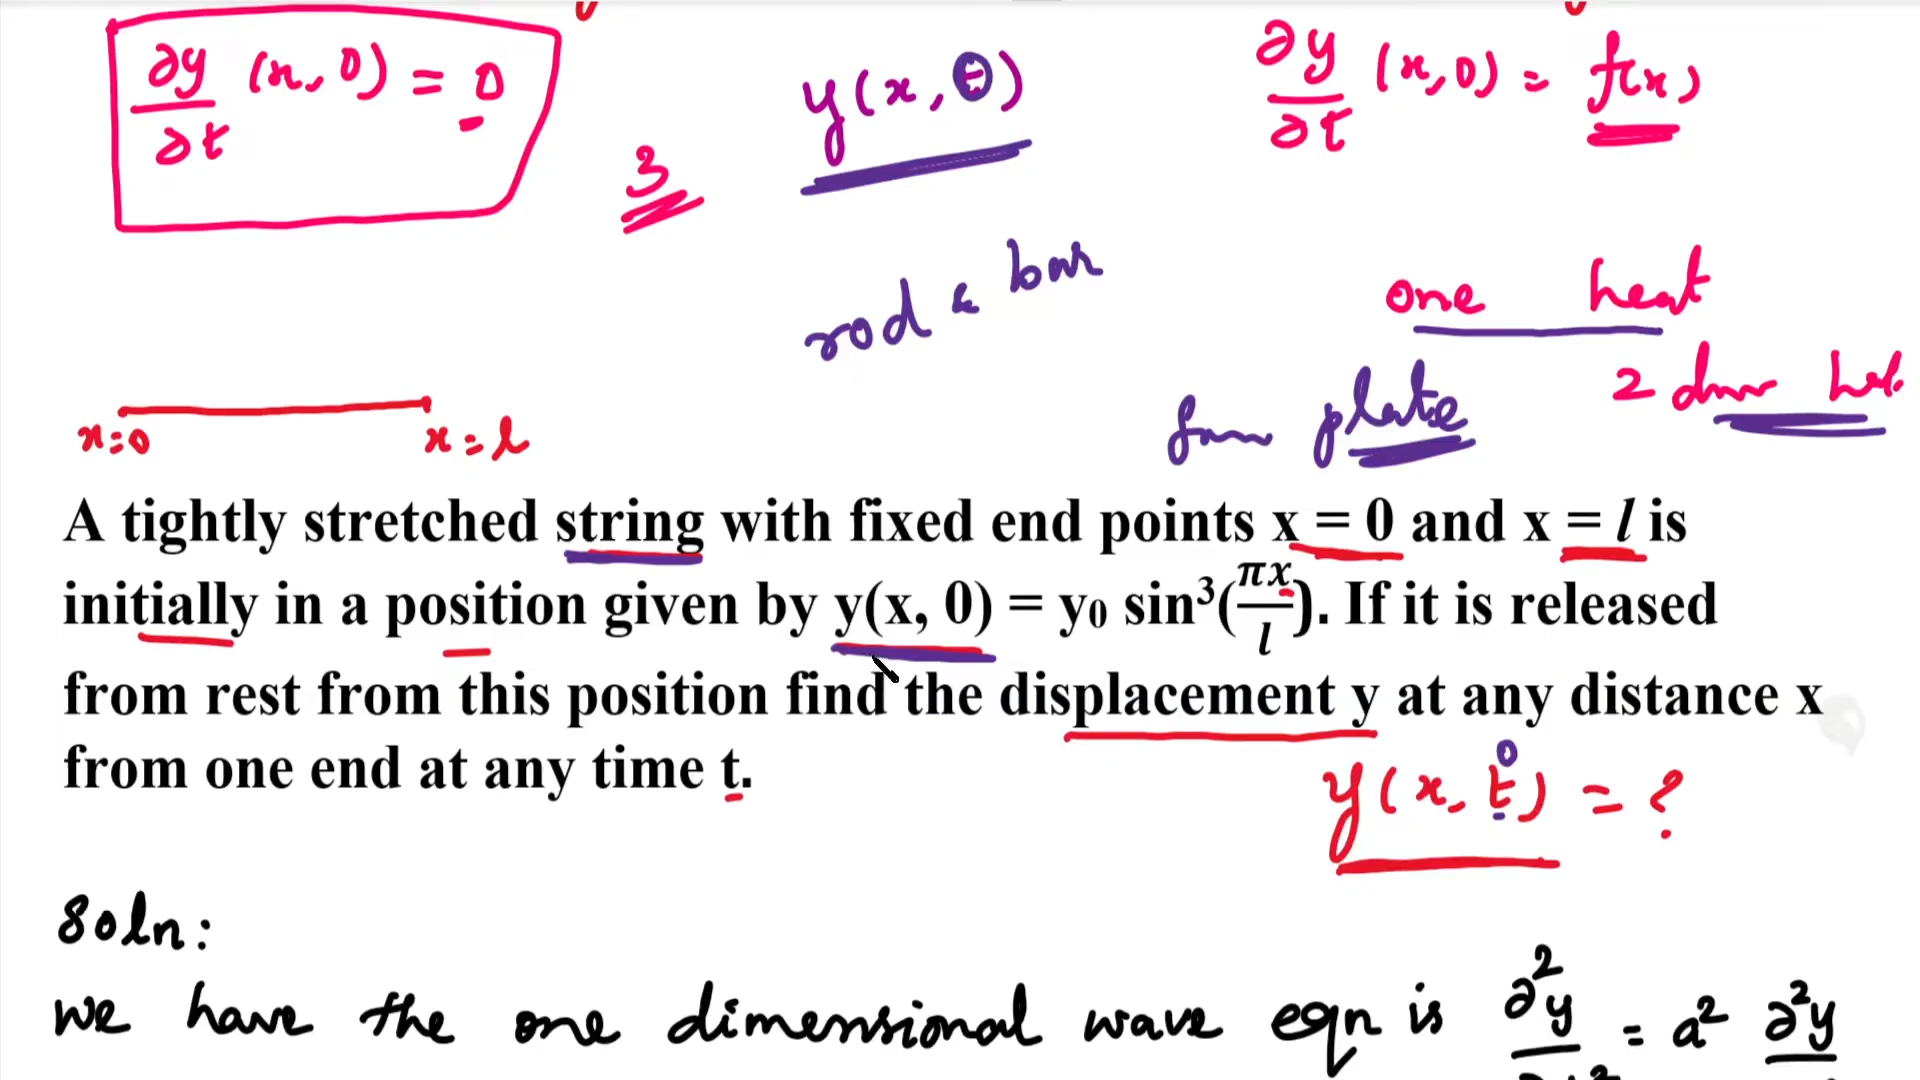 ∂y/∂t (x, 0) = 0
y(x, t)
∂y/∂t (x, 0) = f(x)
3
rod & bar
one heat
2
plate
x=0 x=l
A tightly stretched string with fixed end points x = 0 and x = l is
initially in a position given by y(x, 0) = y₀ sin³(πx/l). If it is released
from rest from this position find the displacement y at any distance x
from one end at any time t.
0
y(x, t) = ?
Soln:
we have the one dimensional wave eqn is ∂²y = a² ∂²y